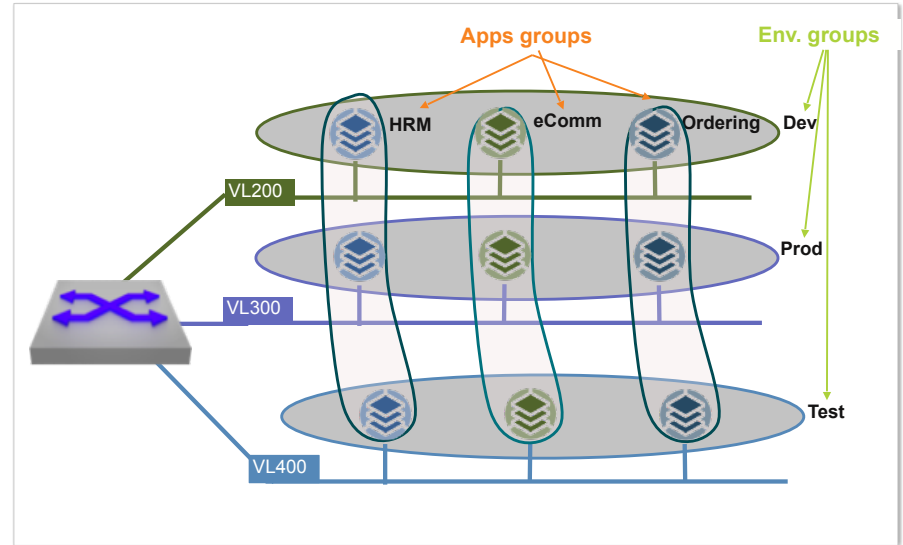 Apps groups
Env. groups
HRM
eComm
Ordering
Dev
VL200
Prod
VL300
Test
VL400